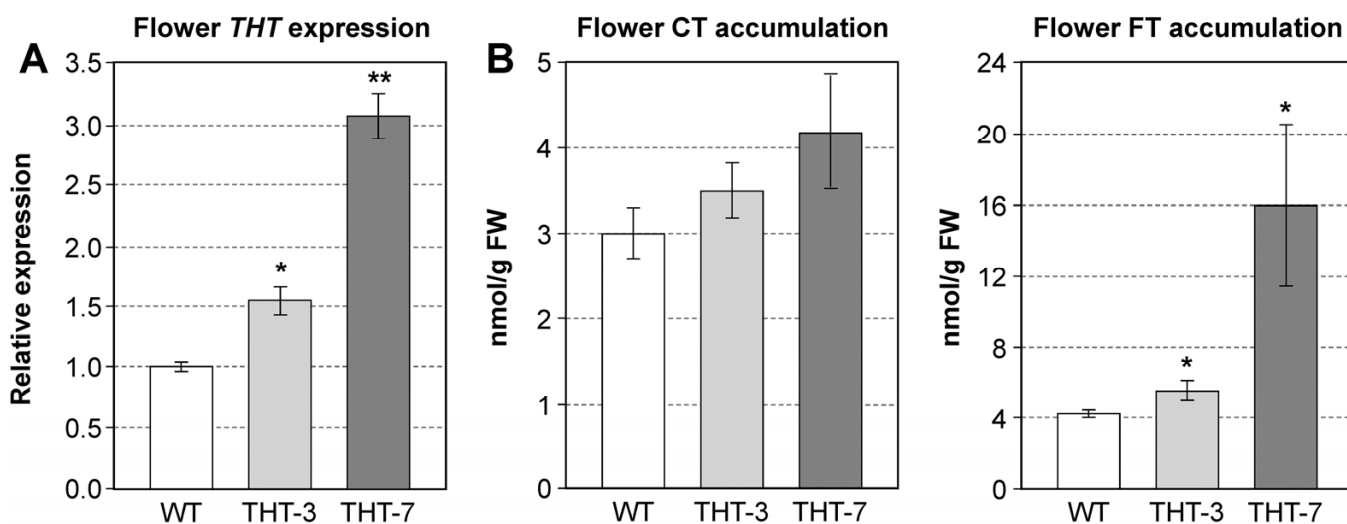 Flower THT expression
A
Relative expression
3.5
3.0
2.5
2.0
1.5
1.0
0.5
0.0
*
**
WT THT-3 THT-7
Flower CT accumulation
B
nmol/g FW
5
4
3
2
1
0
WT THT-3 THT-7
Flower FT accumulation
nmol/g FW
24
20
16
12
8
4
0
*
*
WT THT-3 THT-7